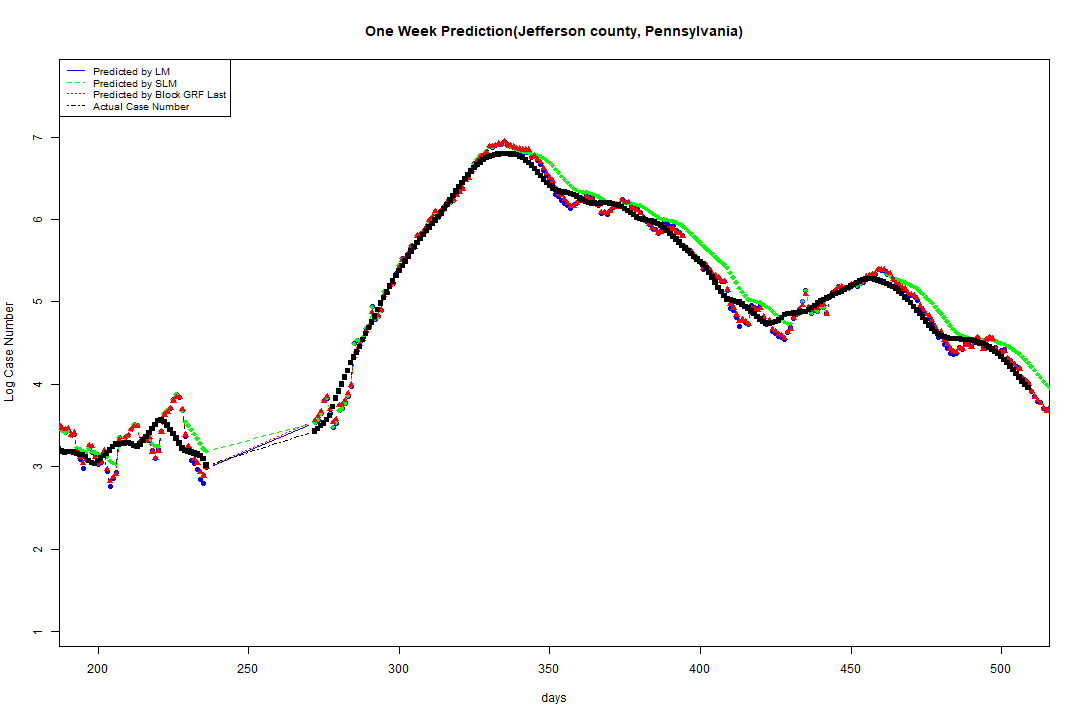 One Week Prediction(Jefferson county, Pennsylvania)
Predicted by LM
Predicted by SLM
Predicted by Block GRF Last
Actual Case Number
7
6
5
4
3
2
1
Log Case Number
200 250 300 350 400 450 500
days